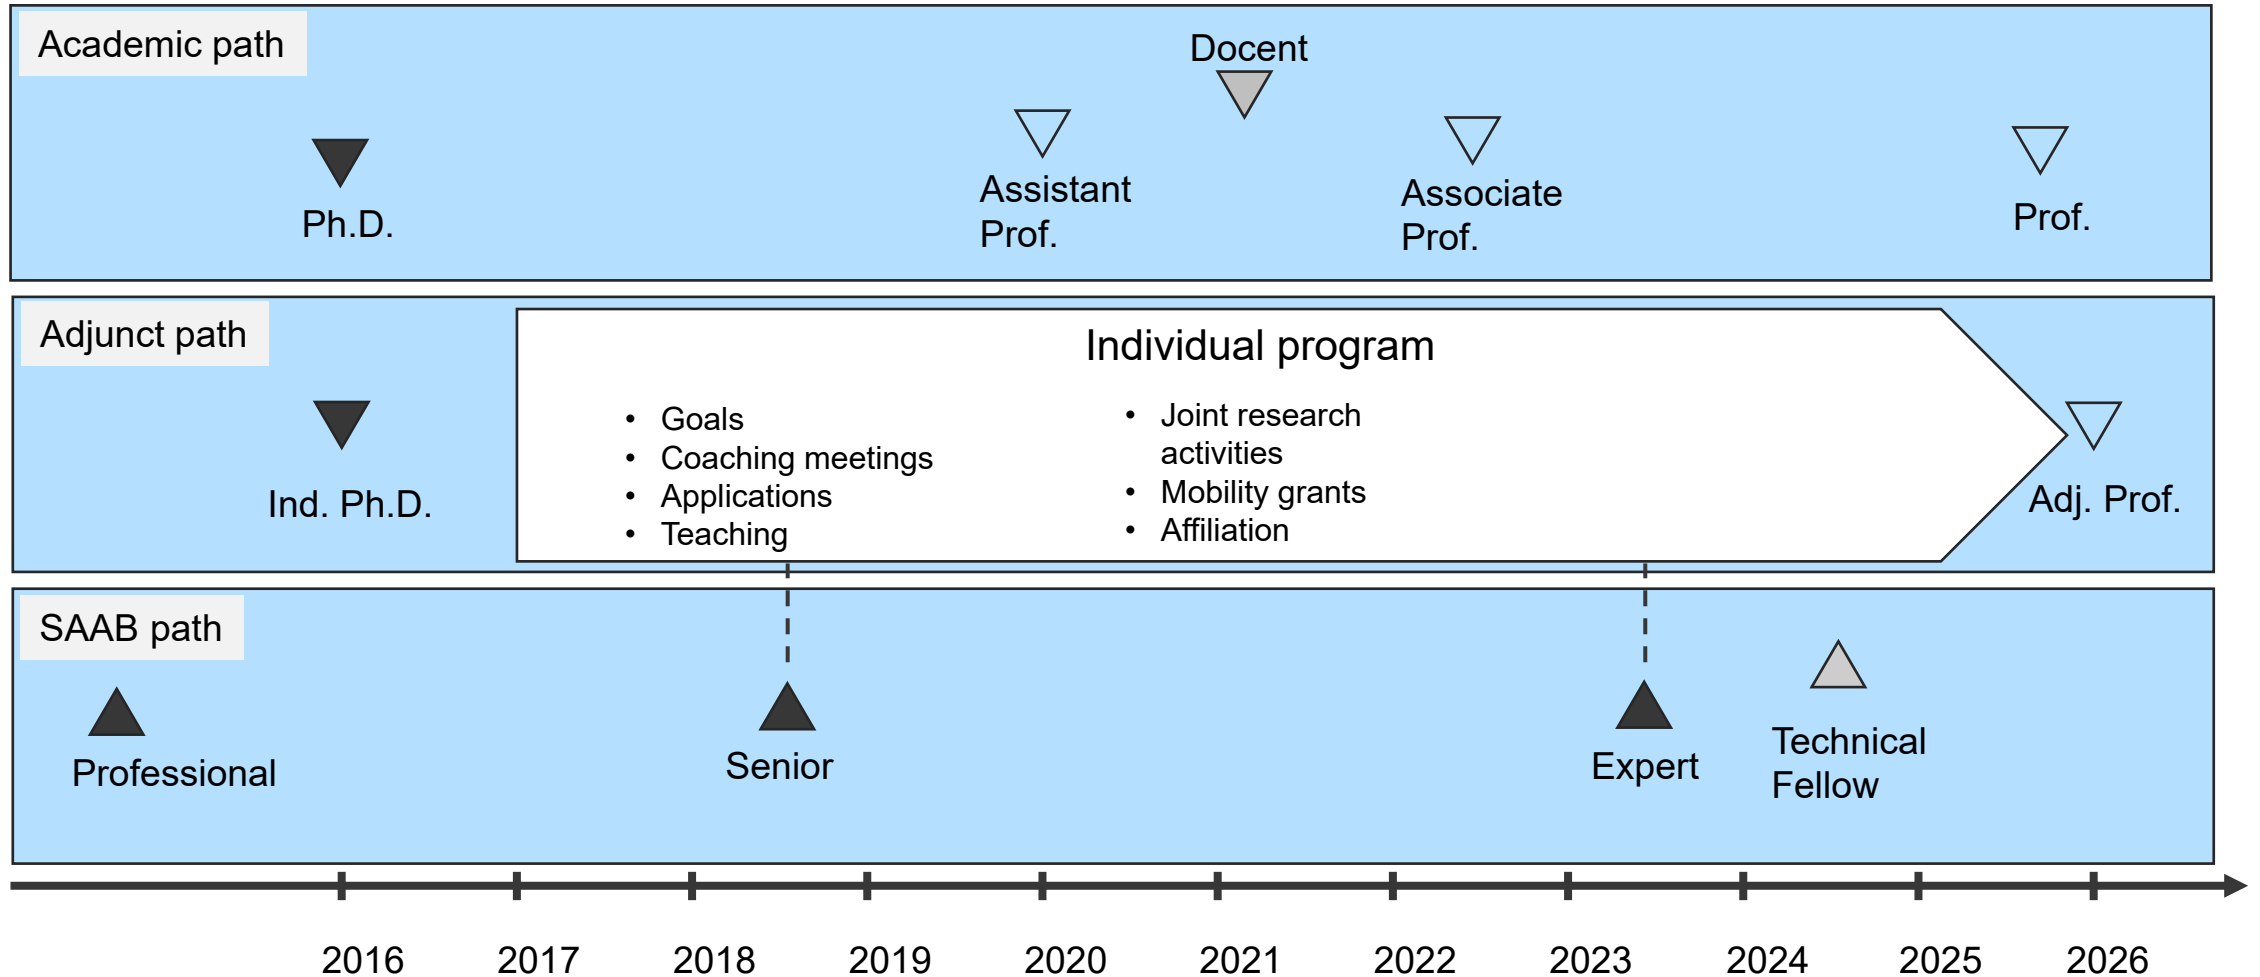 Academic path
Docent
Ph.D.
Assistant
Prof.
Associate
Prof.
Prof.
Adjunct path
Individual program
• Goals
• Coaching meetings
• Applications
• Teaching
• Joint research
activities
• Mobility grants
• Affiliation
Ind. Ph.D.
Adj. Prof.
SAAB path
Professional
Senior
Expert
Technical
Fellow
2016 2017 2018 2019 2020 2021 2022 2023 2024 2025 2026